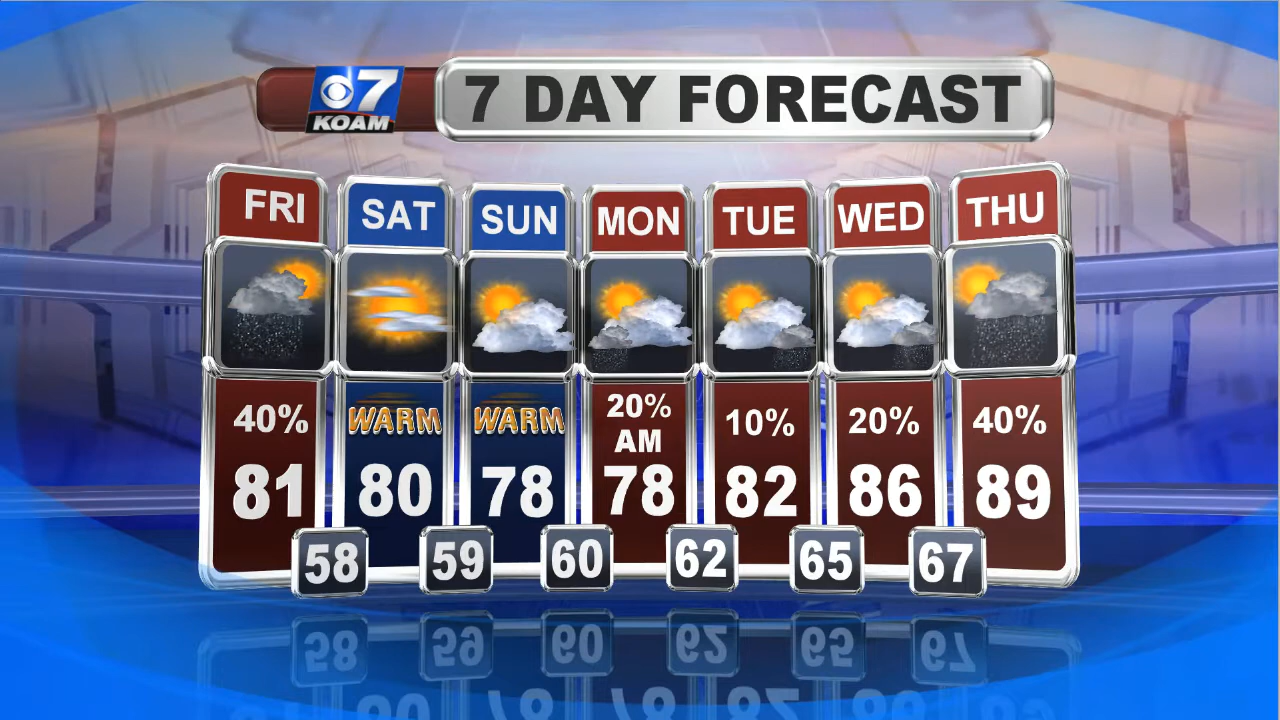 7
KOAM
7 DAY FORECAST
FRI
SAT
SUN
MON
TUE
WED
THU
40%
WARM
WARM
20%
AM
10%
20%
40%
81
80
78
78
82
86
89
58
59
60
62
65
67